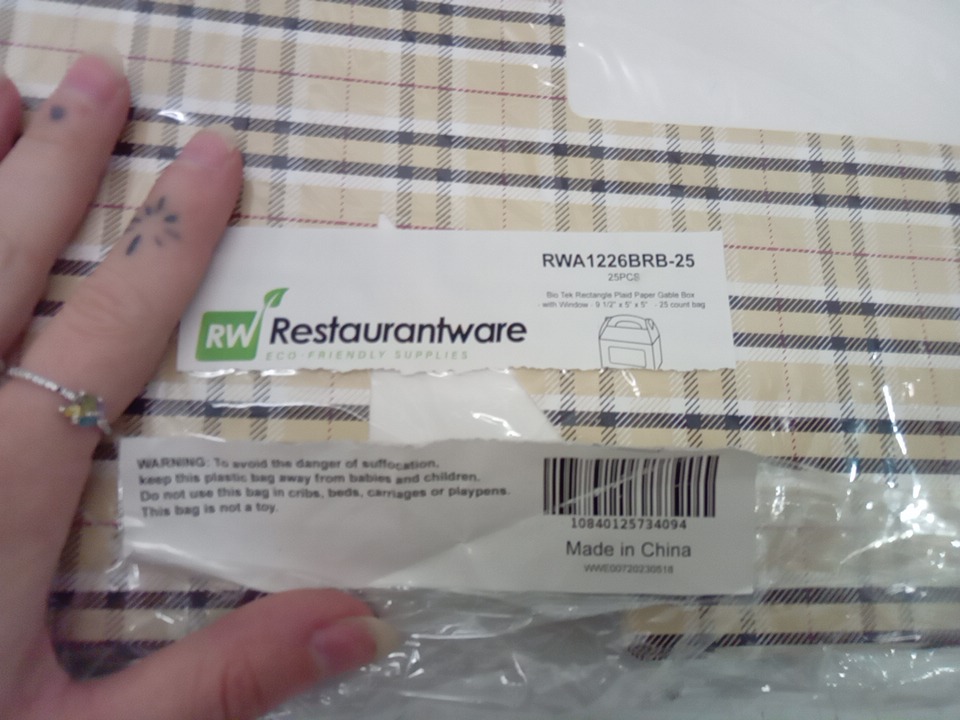 RWA1226BRB-25
25PCS
Bio Tek Rectangle Plaid Paper Gable Box
with Window - 9 1/2" x 5" x 5" - 25 count bag
RW Restaurantware
ECO-FRIENDLY SUPPLIES
WARNING: To avoid the danger of suffocation,
keep this plastic bag away from babies and children.
Do not use this bag in cribs, beds, carriages or playpens.
This bag is not a toy.
10840125734094
Made in China
WWE00720230518